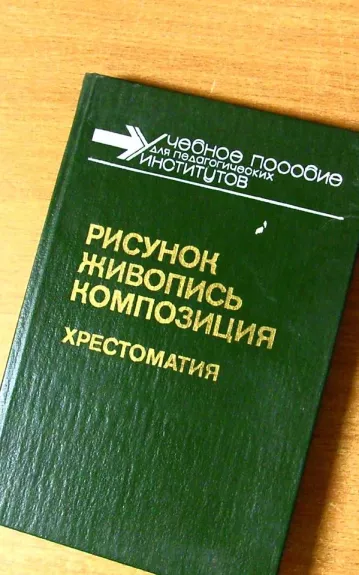 Учебное пособие
для педагогических
институтов
РИСУНОК
ЖИВОПИСЬ
КОМПОЗИЦИЯ
ХРЕСТОМАТИЯ